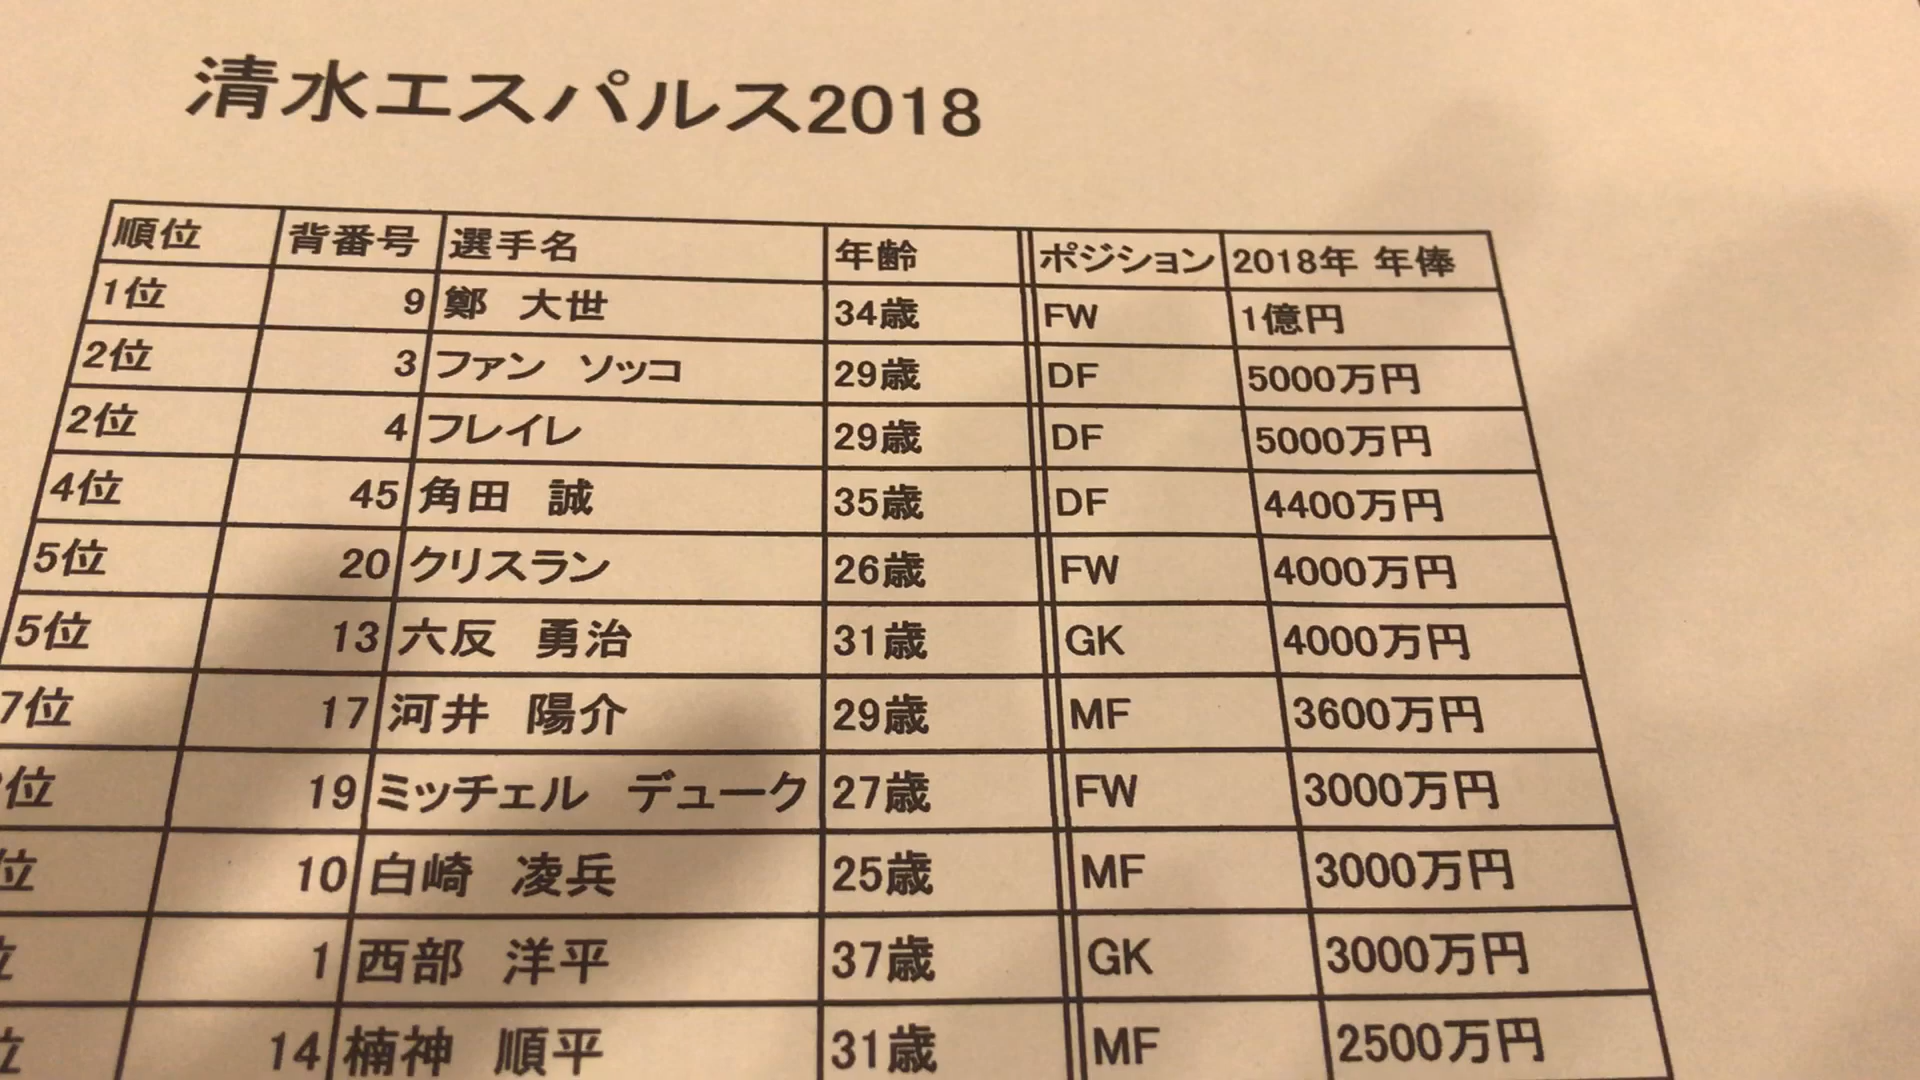 清水エスパルス2018
順位 背番号 選手名 年齢 ポジション 2018年 年俸
1位 9 鄭 大世 34歳 FW 1億円
2位 3 ファン ソッコ 29歳 DF 5000万円
2位 4 フレイレ 29歳 DF 5000万円
4位 45 角田 誠 35歳 DF 4400万円
5位 20 クリスラン 26歳 FW 4000万円
5位 13 六反 勇治 31歳 GK 4000万円
7位 17 河井 陽介 29歳 MF 3600万円
位 19 ミッチェル デューク 27歳 FW 3000万円
位 10 白崎 凌兵 25歳 MF 3000万円
位 1 西部 洋平 37歳 GK 3000万円
位 14 楠神 順平 31歳 MF 2500万円